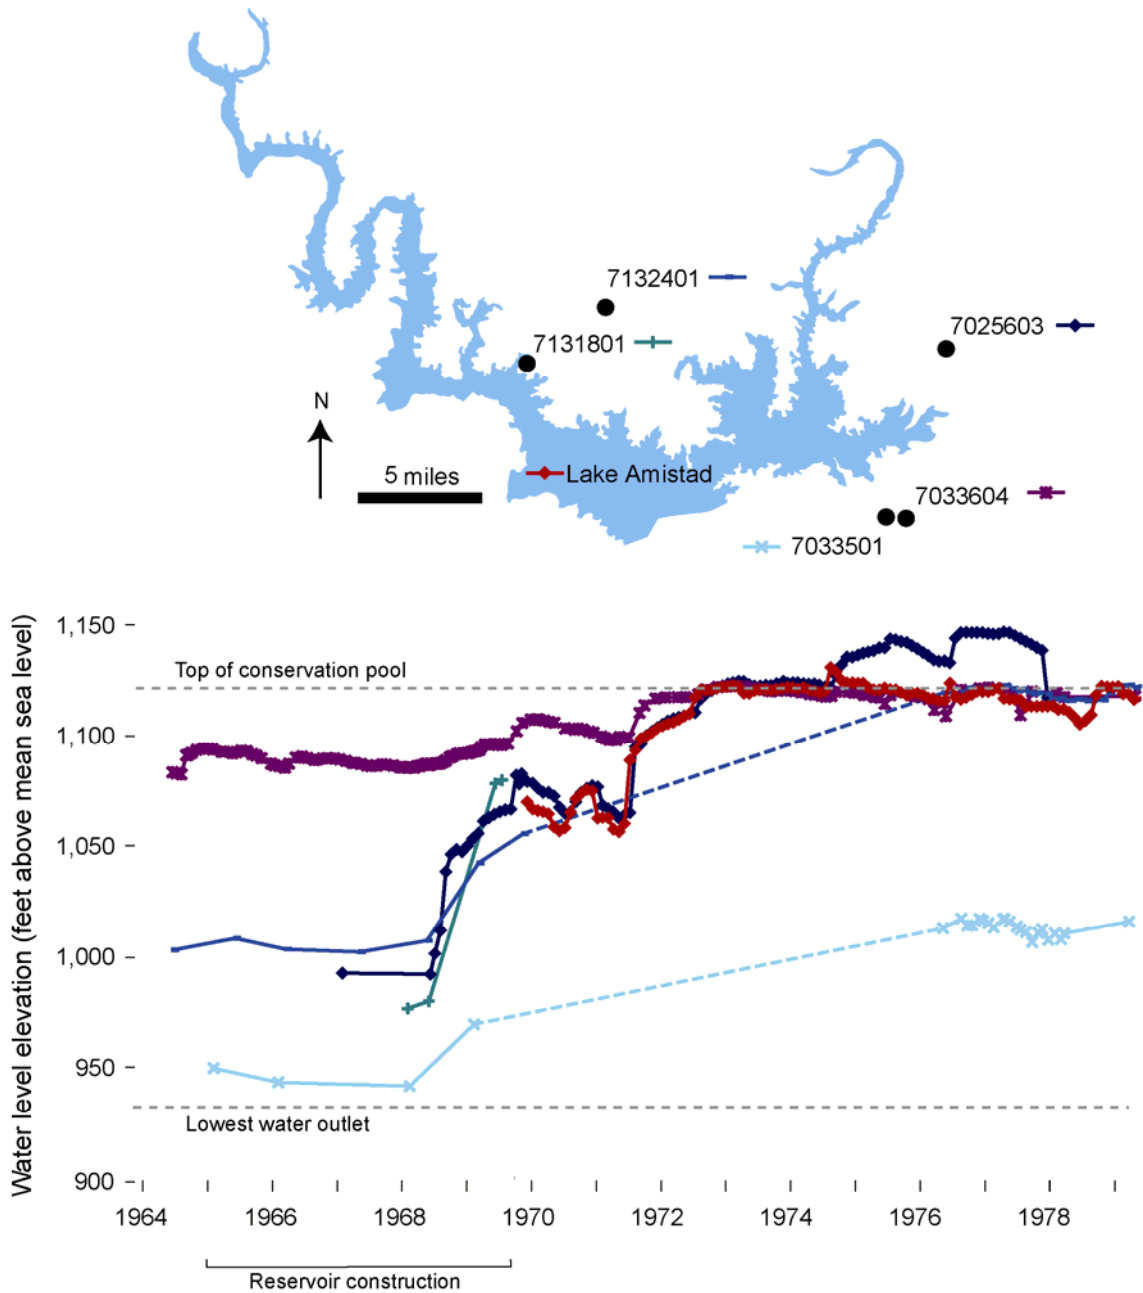 7132401
7025603
7131801
N
5 miles
Lake Amistad
7033604
7033501
Water level elevation (feet above mean sea level)
1,150
Top of conservation pool
1,100
1,050
1,000
950
Lowest water outlet
900
1964 1966 1968 1970 1972 1974 1976 1978
Reservoir construction